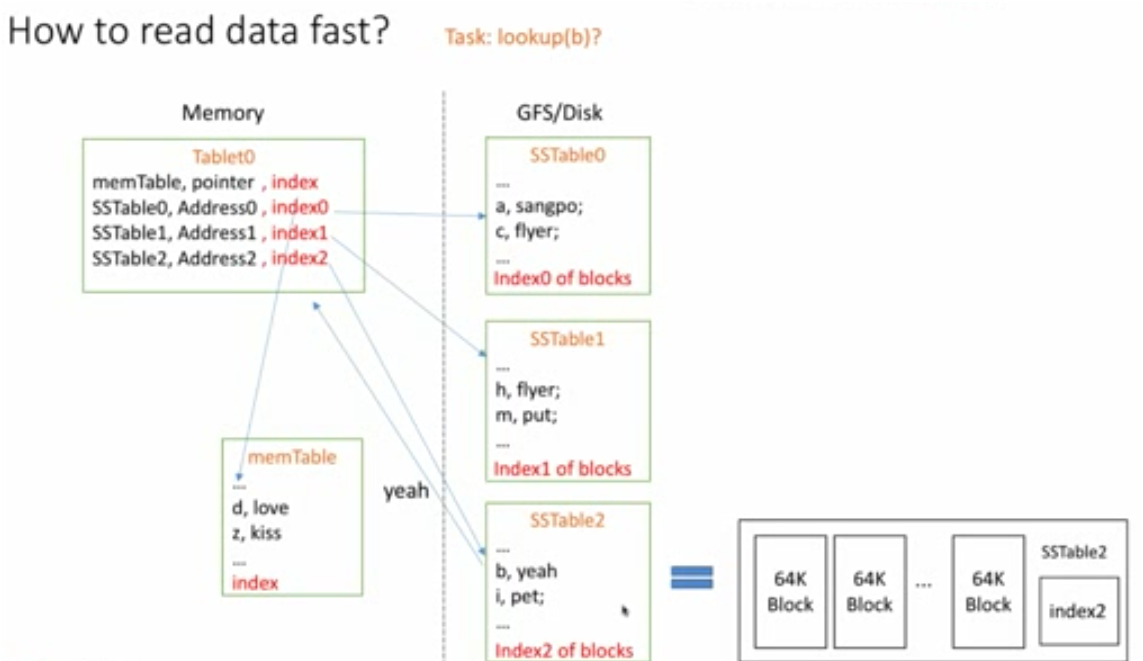 How to read data fast?
Task: lookup(b)?
Memory
Tablet0
memTable, pointer , index
SSTable0, Address0 , index0
SSTable1, Address1 , index1
SSTable2, Address2 , index2
memTable
...
d, love
z, kiss
...
index
yeah
GFS/Disk
SSTable0
...
a, sangpo;
c, flyer;
...
Index0 of blocks
SSTable1
...
h, flyer;
m, put;
...
Index1 of blocks
SSTable2
...
b, yeah
i, pet;
...
Index2 of blocks
64K
Block
64K
Block
...
64K
Block
SSTable2
index2